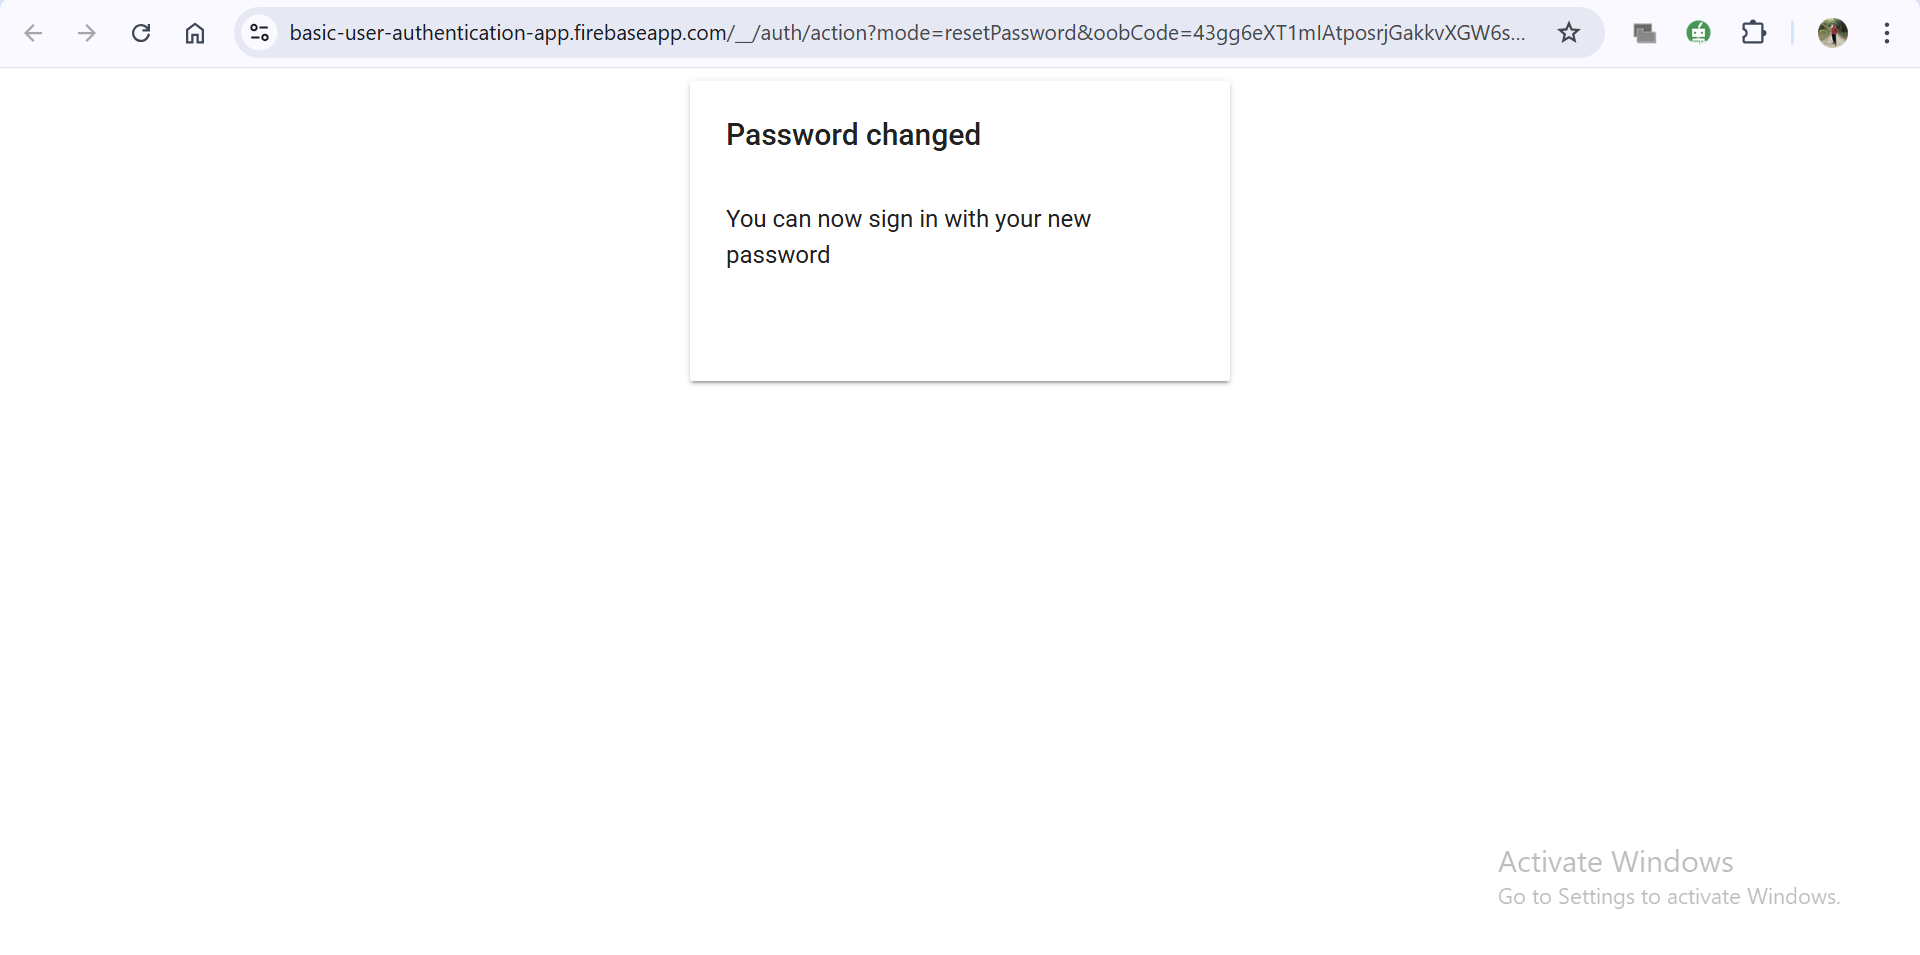 basic-user-authentication-app.firebaseapp.com/__/auth/action?mode=resetPassword&oobCode=43gg6eXT1mIAtposrjGakkvXGW6s...
Password changed
You can now sign in with your new
password
Activate Windows
Go to Settings to activate Windows.